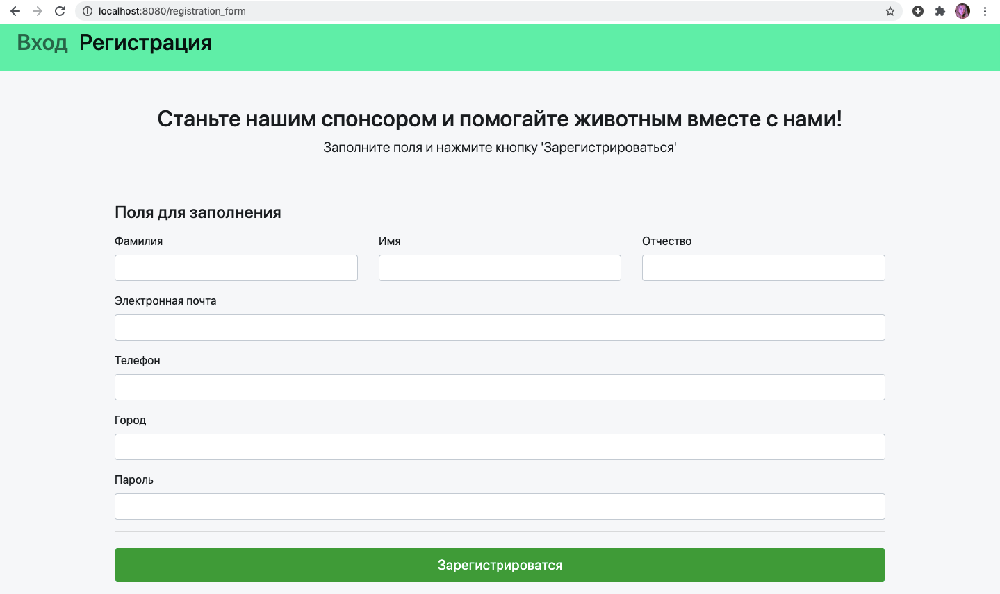 localhost:8080/registration_form
Вход Регистрация
Станьте нашим спонсором и помогайте животным вместе с нами!
Заполните поля и нажмите кнопку 'Зарегистрироваться'
Поля для заполнения
Фамилия Имя Отчество
Электронная почта
Телефон
Город
Пароль
Зарегистрироватся